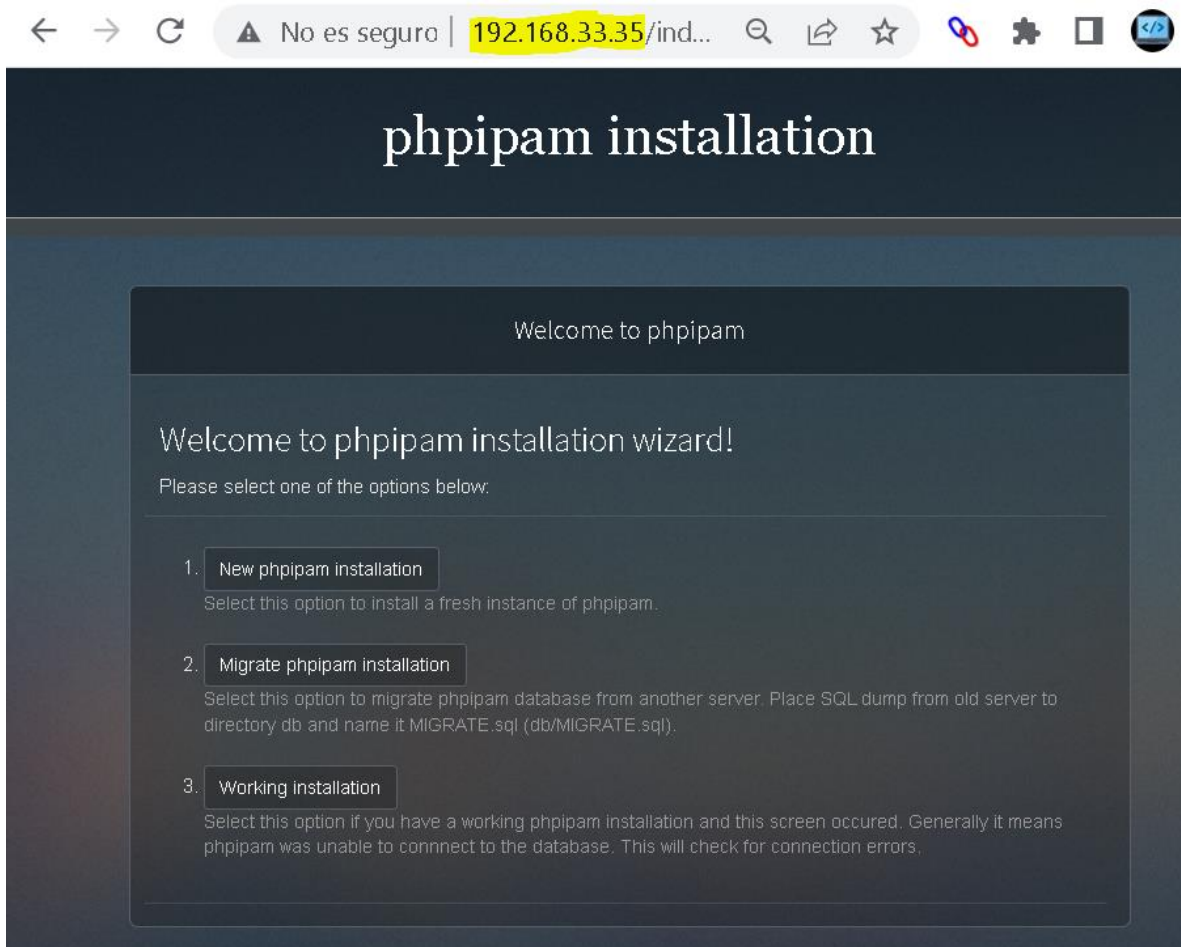 No es seguro | 192.168.33.35/ind...
phpipam installation
Welcome to phpipam
Welcome to phpipam installation wizard!
Please select one of the options below:
1. New phpipam installation
Select this option to install a fresh instance of phpipam.
2. Migrate phpipam installation
Select this option to migrate phpipam database from another server. Place SQL dump from old server to
directory db and name it MIGRATE.sql (db/MIGRATE.sql).
3. Working installation
Select this option if you have a working phpipam installation and this screen occured. Generally it means
phpipam was unable to connnect to the database. This will check for connection errors.